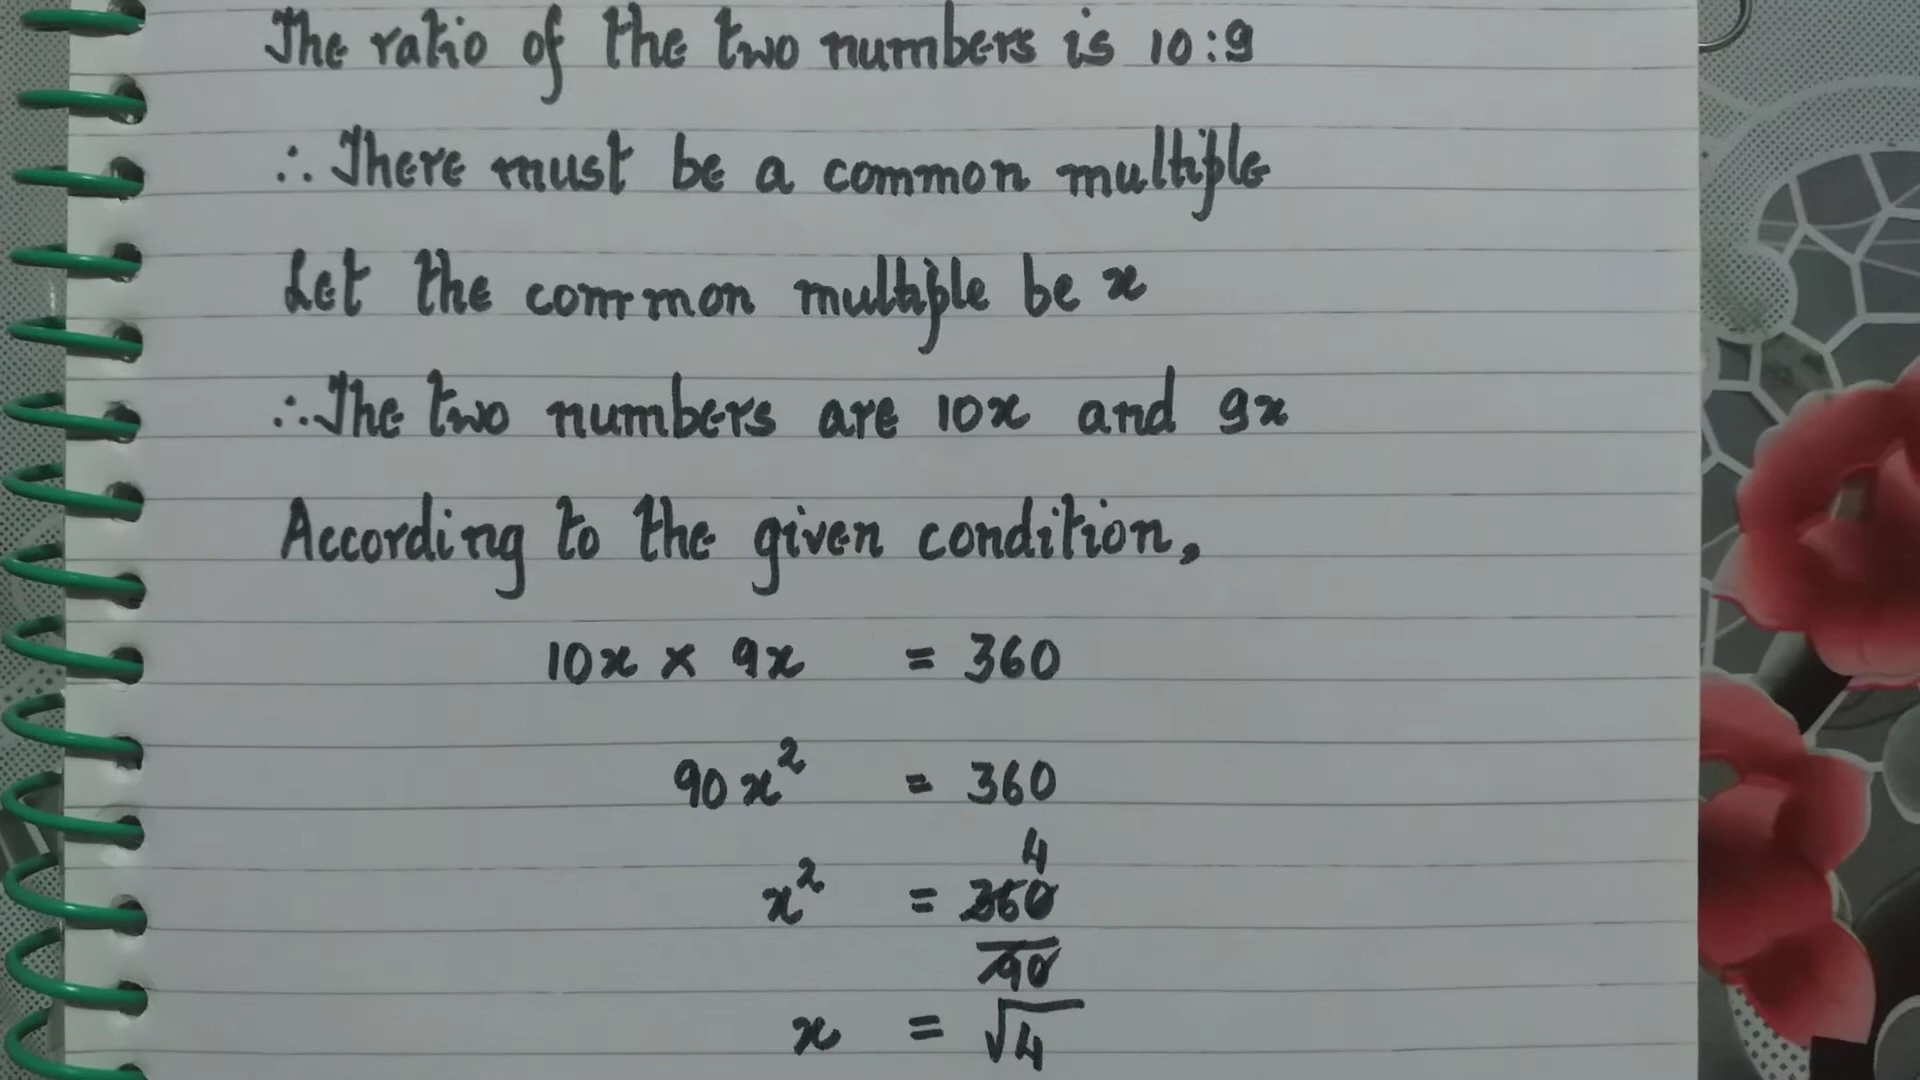 The ratio of the two numbers is 10:9
∴ There must be a common multiple
Let the common multiple be x
∴ The two numbers are 10x and 9x
According to the given condition,
10x × 9x = 360
90x² = 360
4
x² = 360
90
x = √4